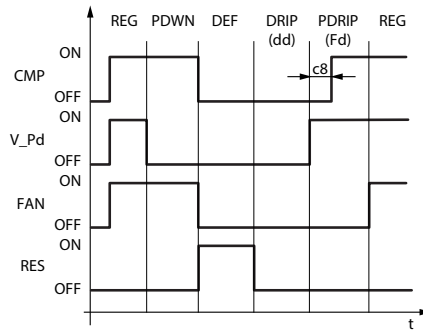 REG PDWN DEF DRIP PDRIP REG
(dd) (Fd)
ON
c8
CMP
OFF
ON
V_Pd
OFF
ON
FAN
OFF
ON
RES
OFF
t